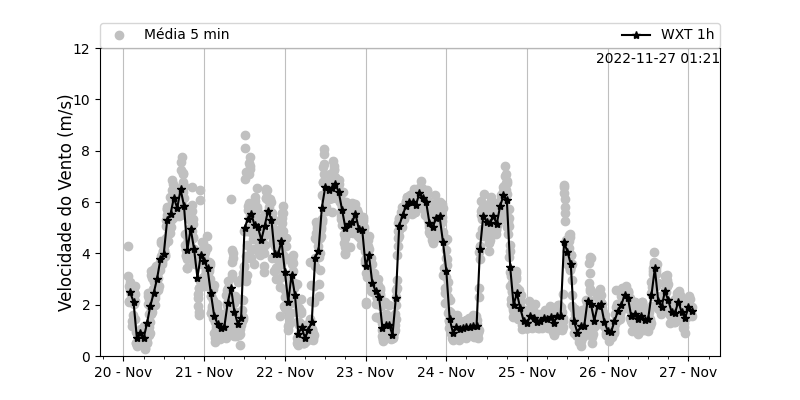 Média 5 min
WXT 1h
2022-11-27 01:21
Velocidade do Vento (m/s)
12
10
8
6
4
2
0
20 - Nov
21 - Nov
22 - Nov
23 - Nov
24 - Nov
25 - Nov
26 - Nov
27 - Nov